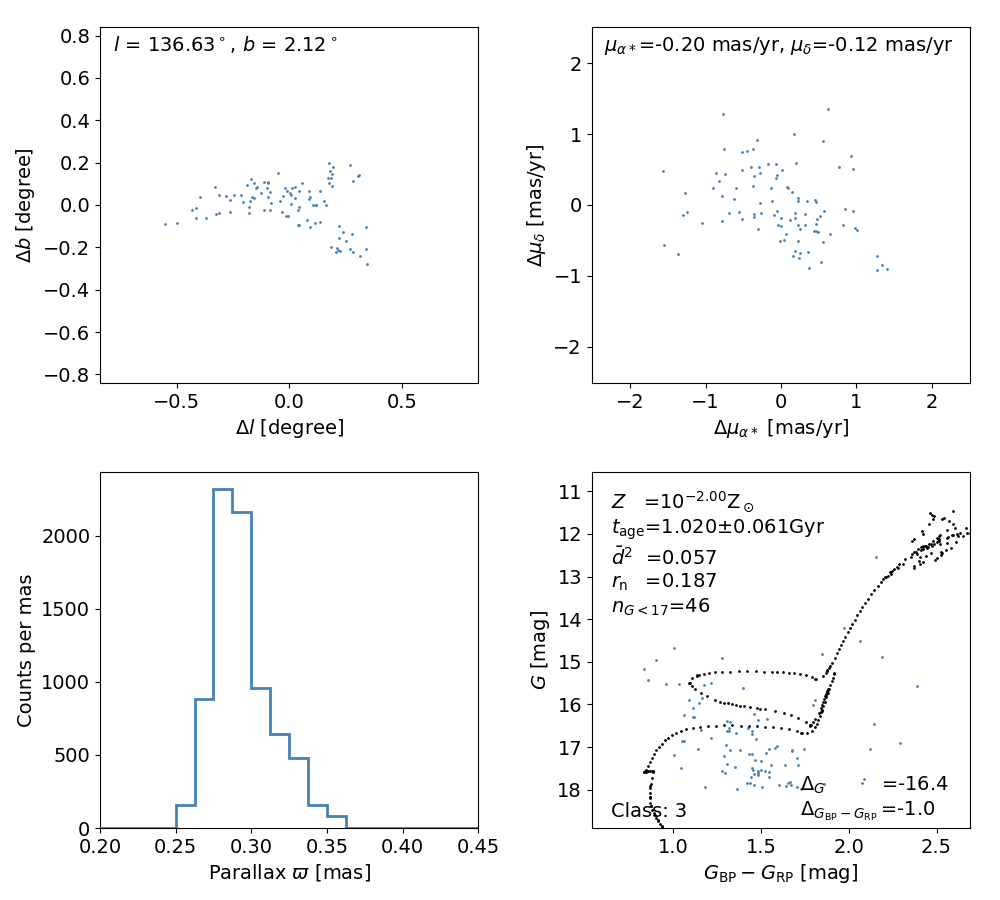 l = 136.63°, b = 2.12°
0.8
0.6
0.4
0.2
0.0
−0.2
−0.4
−0.6
−0.8
Δb [degree]
−0.5 0.0 0.5
Δl [degree]
μα∗=-0.20 mas/yr, μδ=-0.12 mas/yr
2
1
0
−1
−2
Δμδ [mas/yr]
−2 −1 0 1 2
Δμα∗ [mas/yr]
2000
1500
1000
500
0
Counts per mas
0.20 0.25 0.30 0.35 0.40 0.45
Parallax ϖ [mas]
Z =10^−2.00 Z⊙
tage=1.020±0.061Gyr
d̄² =0.057
rn =0.187
nG<17=46
ΔG =-16.4
ΔGBP−GRP =-1.0
Class: 3
11
12
13
14
15
16
17
18
G [mag]
1.0 1.5 2.0 2.5
GBP − GRP [mag]